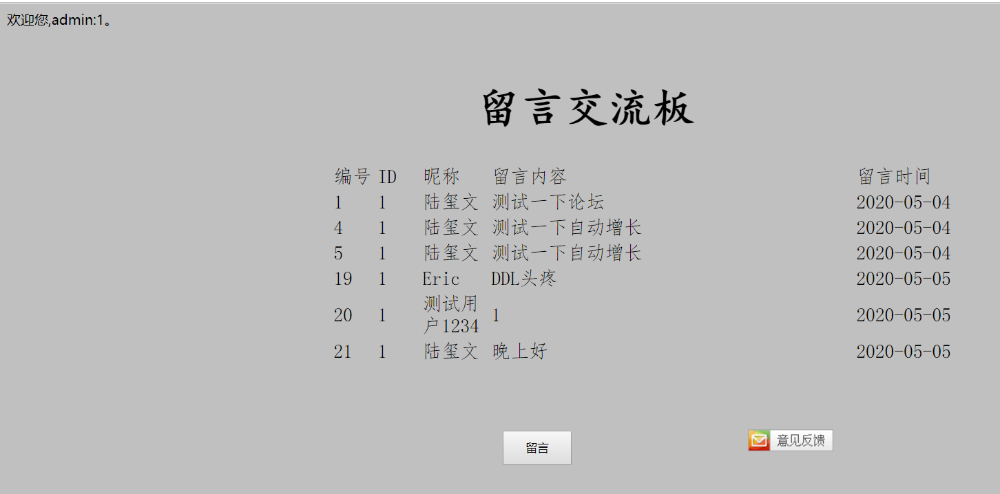 欢迎您,admin:1。
留言交流板
编号 ID 昵称 留言内容 留言时间
1 1 陆玺文 测试一下论坛 2020-05-04
4 1 陆玺文 测试一下自动增长 2020-05-04
5 1 陆玺文 测试一下自动增长 2020-05-04
19 1 Eric DDL头疼 2020-05-05
20 1 测试用
户1234 1 2020-05-05
21 1 陆玺文 晚上好 2020-05-05
留言 意见反馈